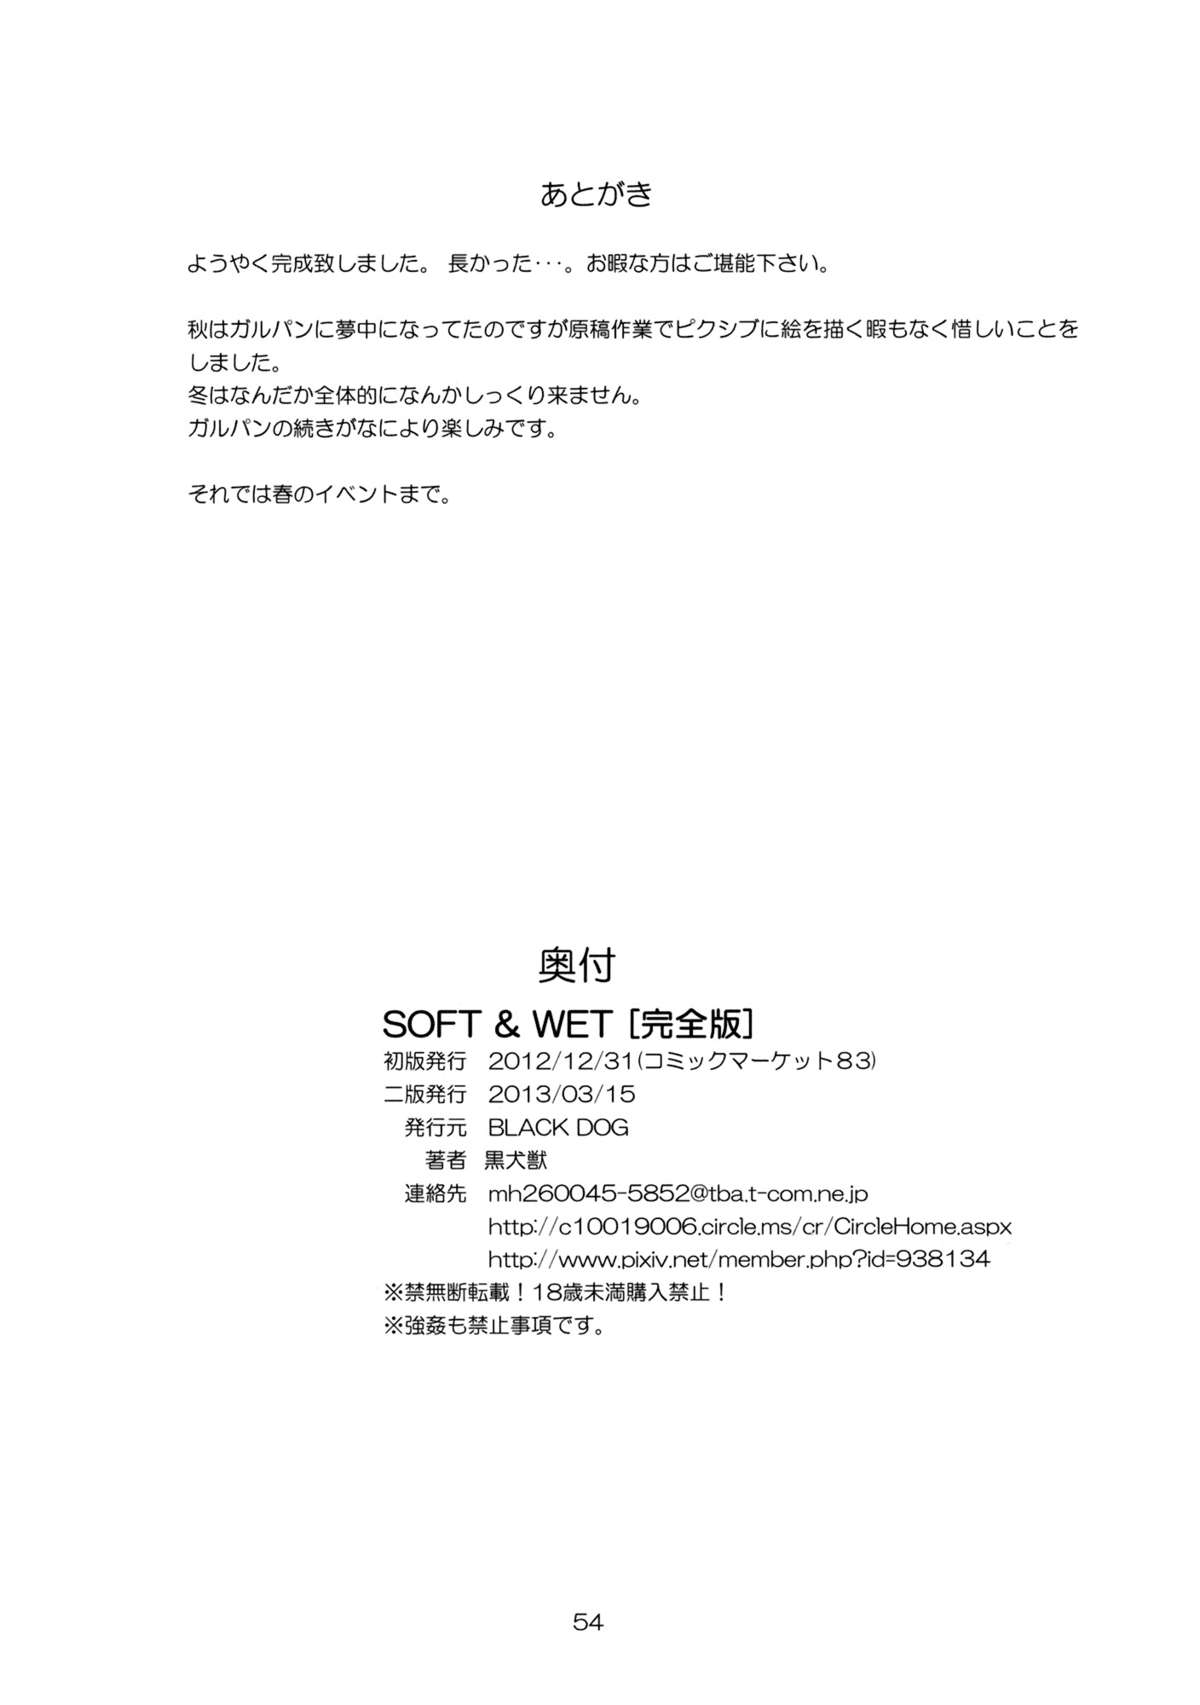 あとがき
ようやく完成致しました。 長かった･･･。お暇な方はご堪能下さい。
秋はガルパンに夢中になってたのですが原稿作業でピクシブに絵を描く暇もなく惜しいことを
しました。
冬はなんだか全体的になんかしっくり来ません。
ガルパンの続きがなにより楽しみです。
それでは春のイベントまで。
奥付
SOFT & WET [完全版]
初版発行　2012/12/31(コミックマーケット８３)
二版発行　2013/03/15
発行元　BLACK DOG
著者　黒犬獣
連絡先　mh260045-5852@tba.t-com.ne.jp
http://c10019006.circle.ms/cr/CircleHome.aspx
http://www.pixiv.net/member.php?id=938134
※禁無断転載！18歳未満購入禁止！
※強姦も禁止事項です。
54